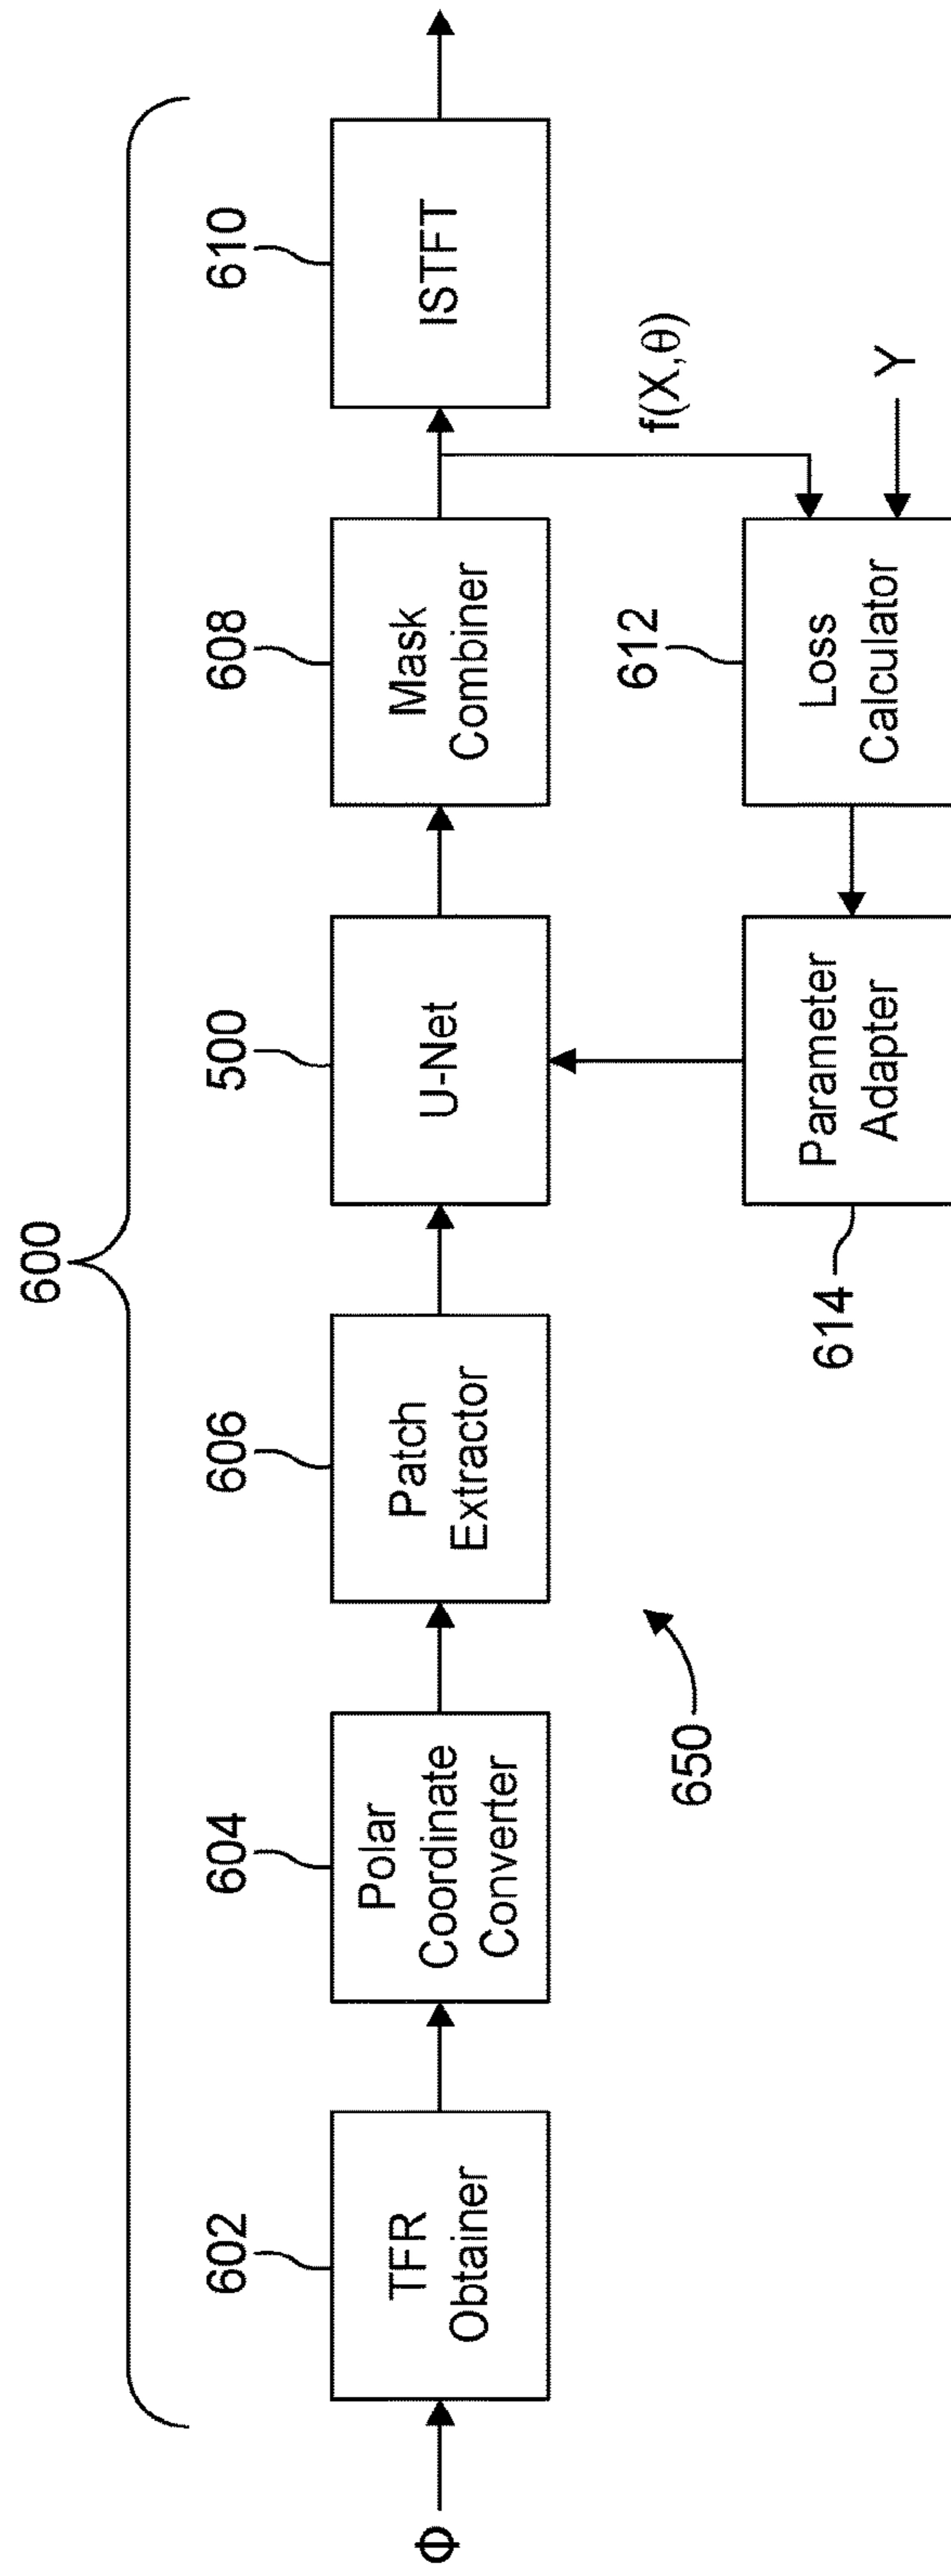 600
602
604
606
500
608
610
Φ
TFR
Obtainer
Polar
Coordinate
Converter
Patch
Extractor
U-Net
Mask
Combiner
ISTFT
f(X,θ)
650
614
612
Parameter
Adapter
Loss
Calculator
Y